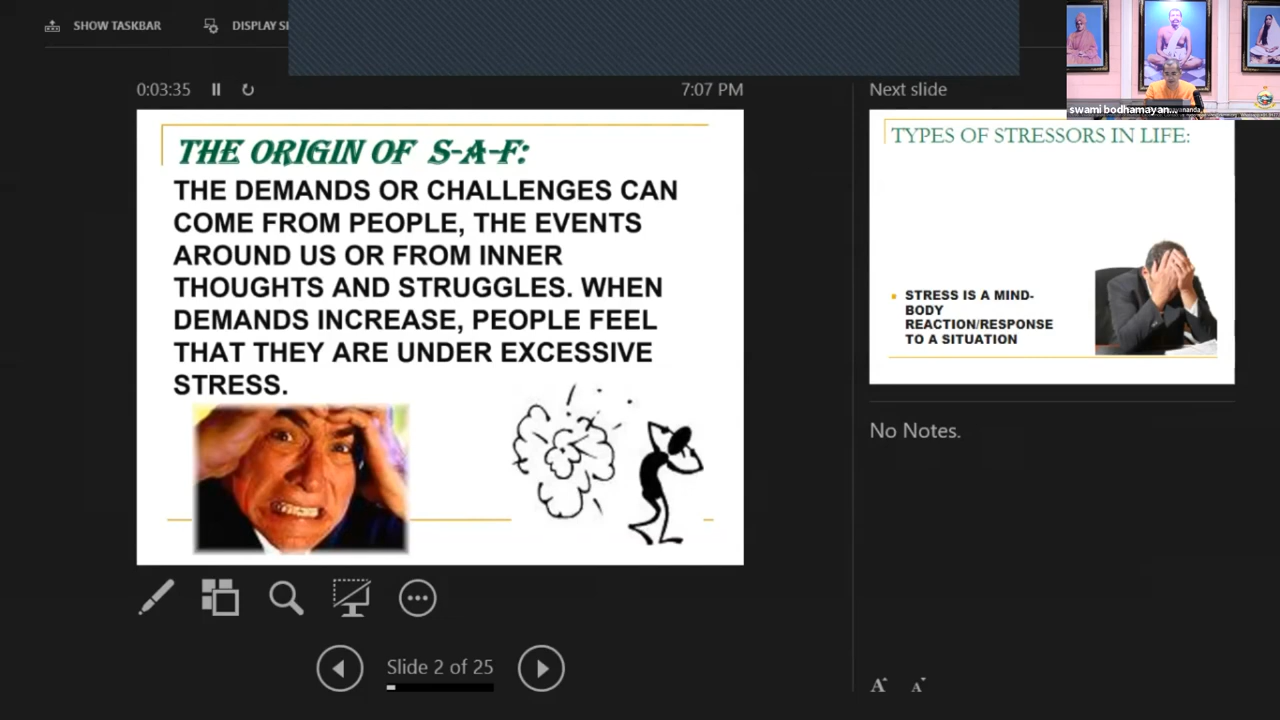 SHOW TASKBAR
DISPLAY
0:03:35
7:07 PM
THE ORIGIN OF S-A-F:
THE DEMANDS OR CHALLENGES CAN
COME FROM PEOPLE, THE EVENTS
AROUND US OR FROM INNER
THOUGHTS AND STRUGGLES. WHEN
DEMANDS INCREASE, PEOPLE FEEL
THAT THEY ARE UNDER EXCESSIVE
STRESS.
Slide 2 of 25
swami bodhamayan...
Next slide
TYPES OF STRESSORS IN LIFE:
STRESS IS A MIND-
BODY
REACTION/RESPONSE
TO A SITUATION
No Notes.
A A